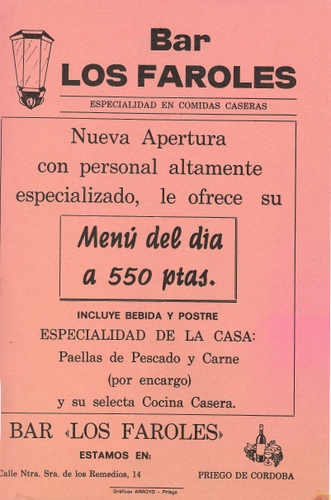 Bar
LOS FAROLES
ESPECIALIDAD EN COMIDAS CASERAS
Nueva Apertura
con personal altamente
especializado, le ofrece su
Menú del dia
a 550 ptas.
INCLUYE BEBIDA Y POSTRE
ESPECIALIDAD DE LA CASA:
Paellas de Pescado y Carne
(por encargo)
y su selecta Cocina Casera.
BAR «LOS FAROLES»
ESTAMOS EN:
Calle Ntra. Sra. de los Remedios, 14 PRIEGO DE CORDOBA
Gráficas ARROYO - Priego